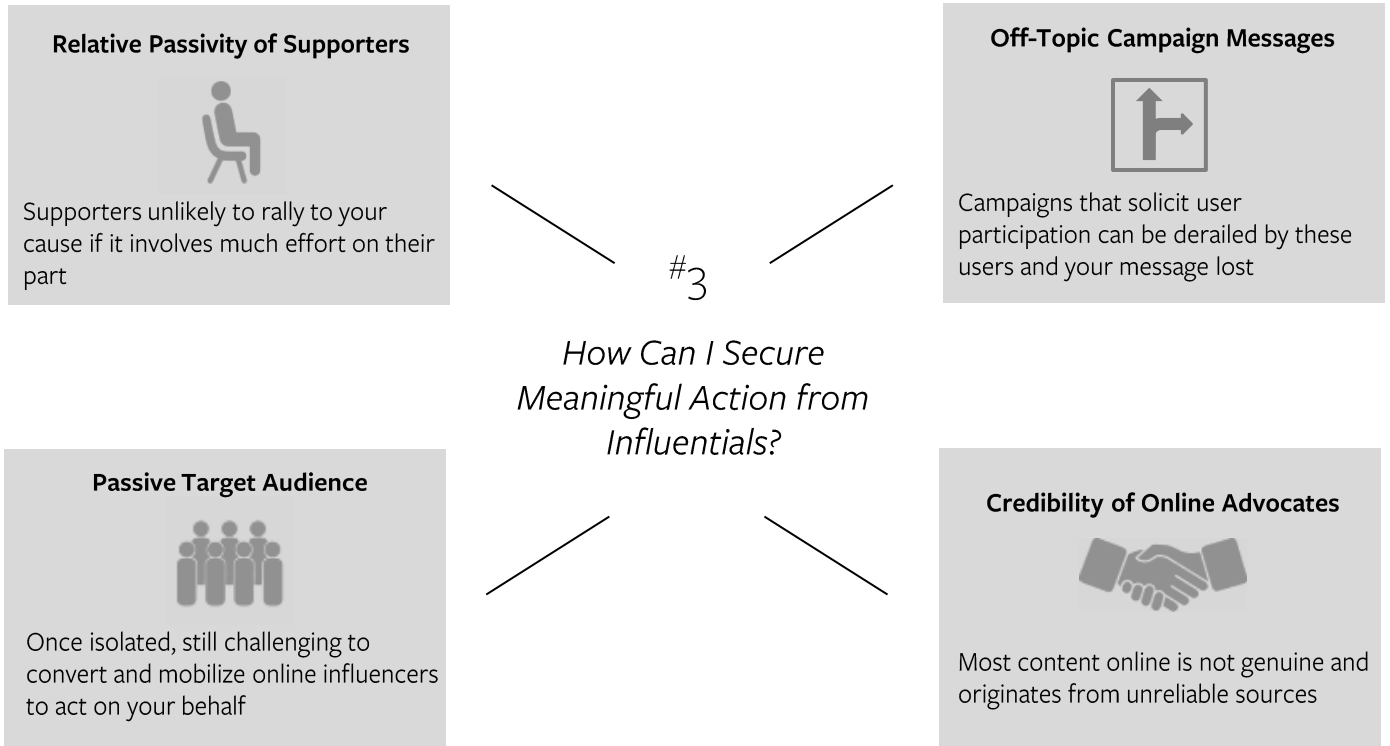 Relative Passivity of Supporters
Supporters unlikely to rally to your
cause if it involves much effort on their
part
Off-Topic Campaign Messages
Campaigns that solicit user
participation can be derailed by these
users and your message lost
#3
How Can I Secure
Meaningful Action from
Influentials?
Passive Target Audience
Once isolated, still challenging to
convert and mobilize online influencers
to act on your behalf
Credibility of Online Advocates
Most content online is not genuine and
originates from unreliable sources